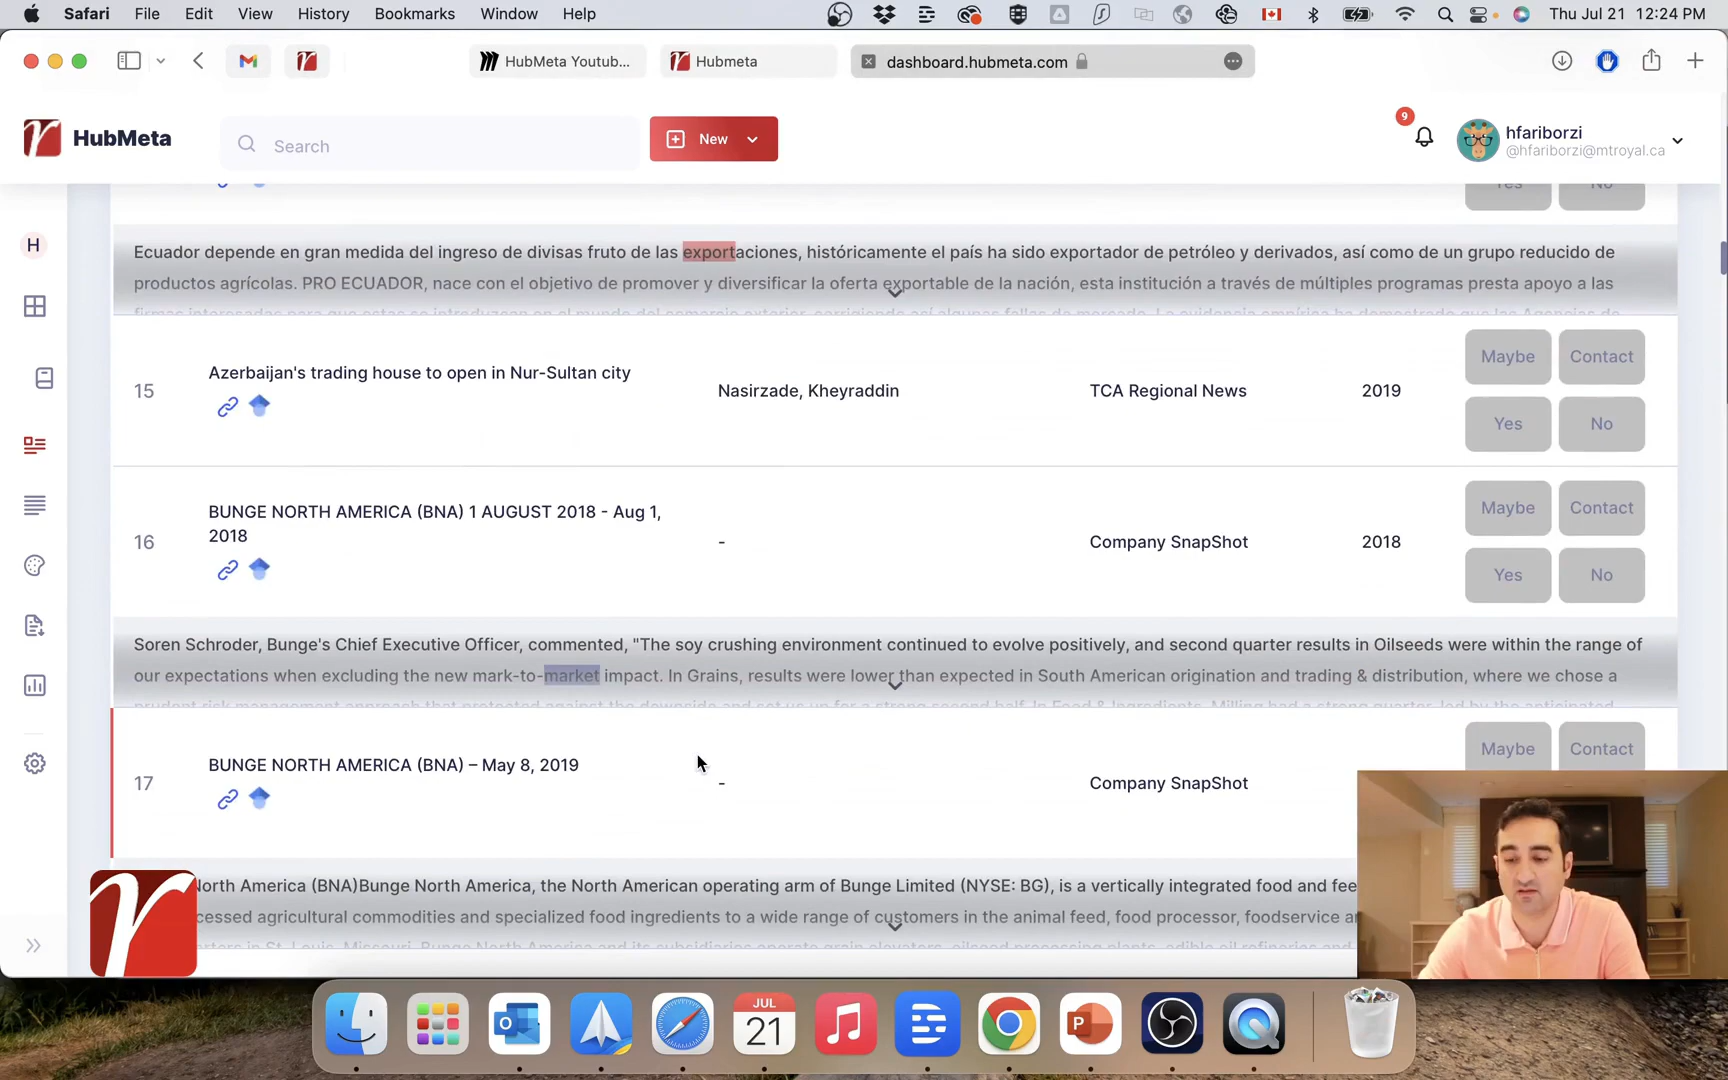 Safari File Edit View History Bookmarks Window Help Thu Jul 21 12:24 PM
HubMeta Youtub... Hubmeta dashboard.hubmeta.com
HubMeta Search New 9 hfariborzi
@hfariborzi@mtroyal.ca
Yes No
H
Ecuador depende en gran medida del ingreso de divisas fruto de las exportaciones, históricamente el país ha sido exportador de petróleo y derivados, así como de un grupo reducido de
productos agrícolas. PRO ECUADOR, nace con el objetivo de promover y diversificar la oferta exportable de la nación, esta institución a través de múltiples programas presta apoyo a las
15 Azerbaijan's trading house to open in Nur-Sultan city Nasirzade, Kheyraddin TCA Regional News 2019 Maybe Contact
Yes No
16 BUNGE NORTH AMERICA (BNA) 1 AUGUST 2018 - Aug 1,
2018 - Company SnapShot 2018 Maybe Contact
Yes No
Soren Schroder, Bunge's Chief Executive Officer, commented, "The soy crushing environment continued to evolve positively, and second quarter results in Oilseeds were within the range of
our expectations when excluding the new mark-to-market impact. In Grains, results were lower than expected in South American origination and trading & distribution, where we chose a
17 BUNGE NORTH AMERICA (BNA) – May 8, 2019 - Company SnapShot Maybe Contact
North America (BNA)Bunge North America, the North American operating arm of Bunge Limited (NYSE: BG), is a vertically integrated food and fee
cessed agricultural commodities and specialized food ingredients to a wide range of customers in the animal feed, food processor, foodservice
r
JUL
21